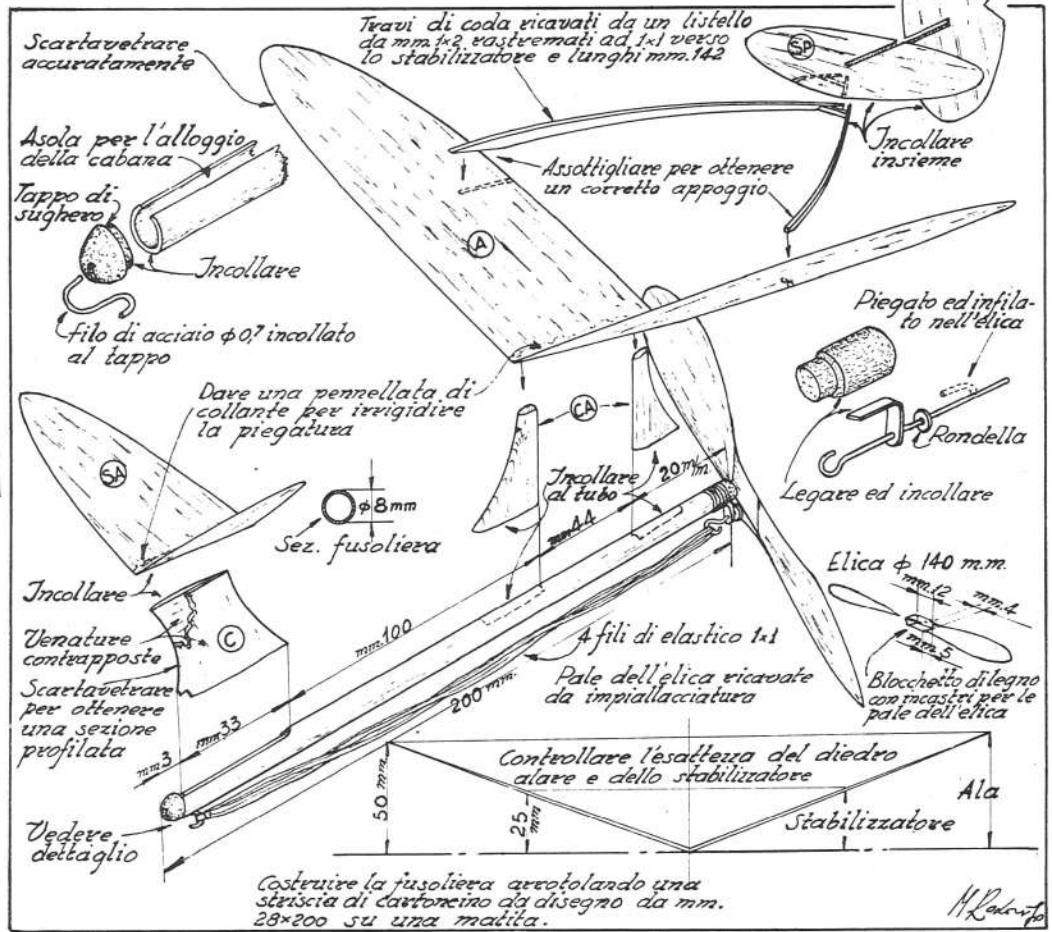 Scartavetrare
accuratamente
Travi di coda ricavati da un listello
da mm. 1×2 rastremati ad 1×1 verso
lo stabilizzatore e lunghi mm. 142
SP
Asola per l'alloggio
della cabana
Tappo di
sughero
Incollare
insieme
Assottigliare per ottenere
un corretto appoggio
A
Incollare
filo di acciaio φ 0,7 incollato
al tappo
Piegato ed infila-
to nell'elica
Dare una pennellata di
collante per irrigidire
la piegatura
CA
Rondella
SA
Incollare
al tubo
20 m/m
Legare ed incollare
φ 8 mm
Sez. fusoliera
mm 44
Elica φ 140 m.m.
mm. 12
mm. 4
mm. 5
Incollare
Venature
contrapposte
C
mm. 100
4 fili di elastico 1×1
Scartavetrare
per ottenere
una sezione
profilata
200 mm.
Pale dell'elica ricavate
da impiallacciatura
Blocchetto di legno
con incastri per le
pale dell'elica
mm 33
mm 3
Controllare l'esattezza del diedro
alare e dello stabilizzatore
50 mm.
25 mm
Ala
Stabilizzatore
Vedere
dettaglio
Costruire la fusoliera arrotolando una
striscia di cartoncino da disegno da mm.
28×200 su una matita.